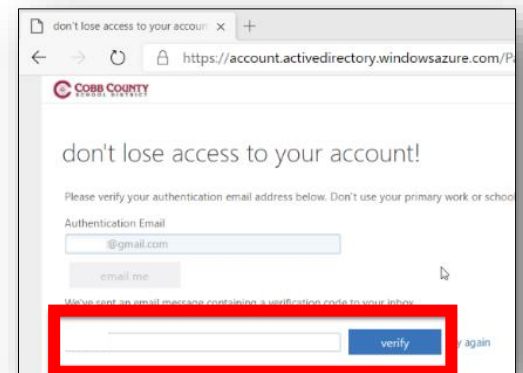 don't lose access to your accoun
https://account.activedirectory.windowsazure.com/P
COBB COUNTY
SCHOOL DISTRICT
don't lose access to your account!
Please verify your authentication email address below. Don't use your primary work or school
Authentication Email
@gmail.com
email me
We've sent an email message containing a verification code to your inbox.
verify
again